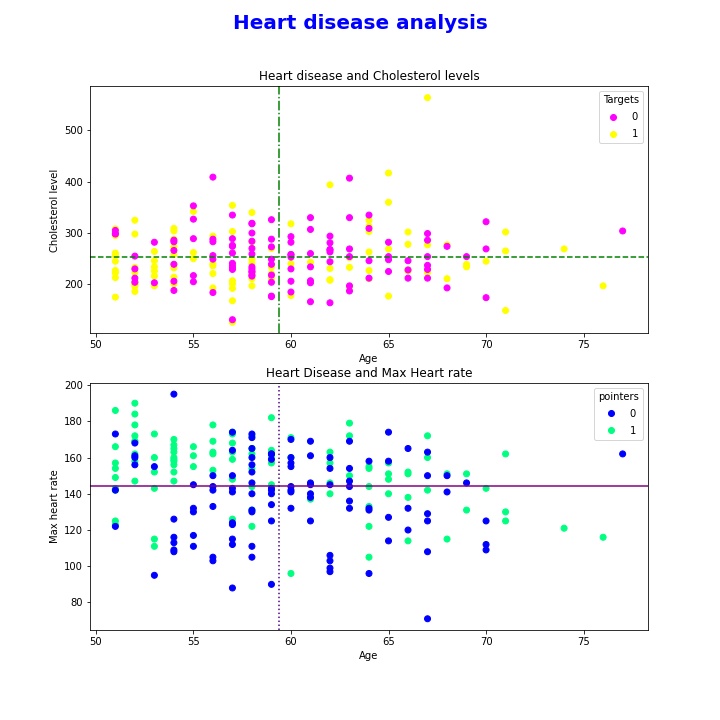 Heart disease analysis
Heart disease and Cholesterol levels
Targets
0
1
Cholesterol level
500
400
300
200
50 55 60 65 70 75
Age
Heart Disease and Max Heart rate
pointers
0
1
Max heart rate
200
180
160
140
120
100
80
50 55 60 65 70 75
Age